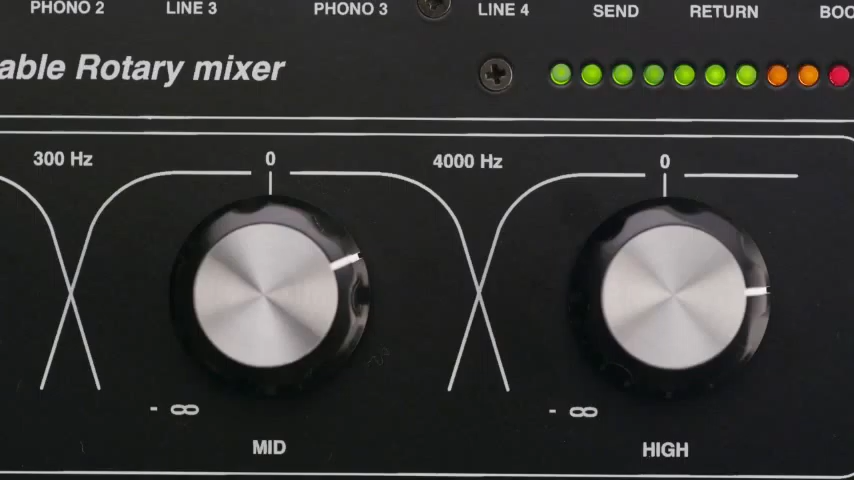 PHONO 2 LINE 3 PHONO 3 LINE 4 SEND RETURN BOO
able Rotary mixer
300 Hz 0 4000 Hz 0
- ∞ - ∞
MID HIGH